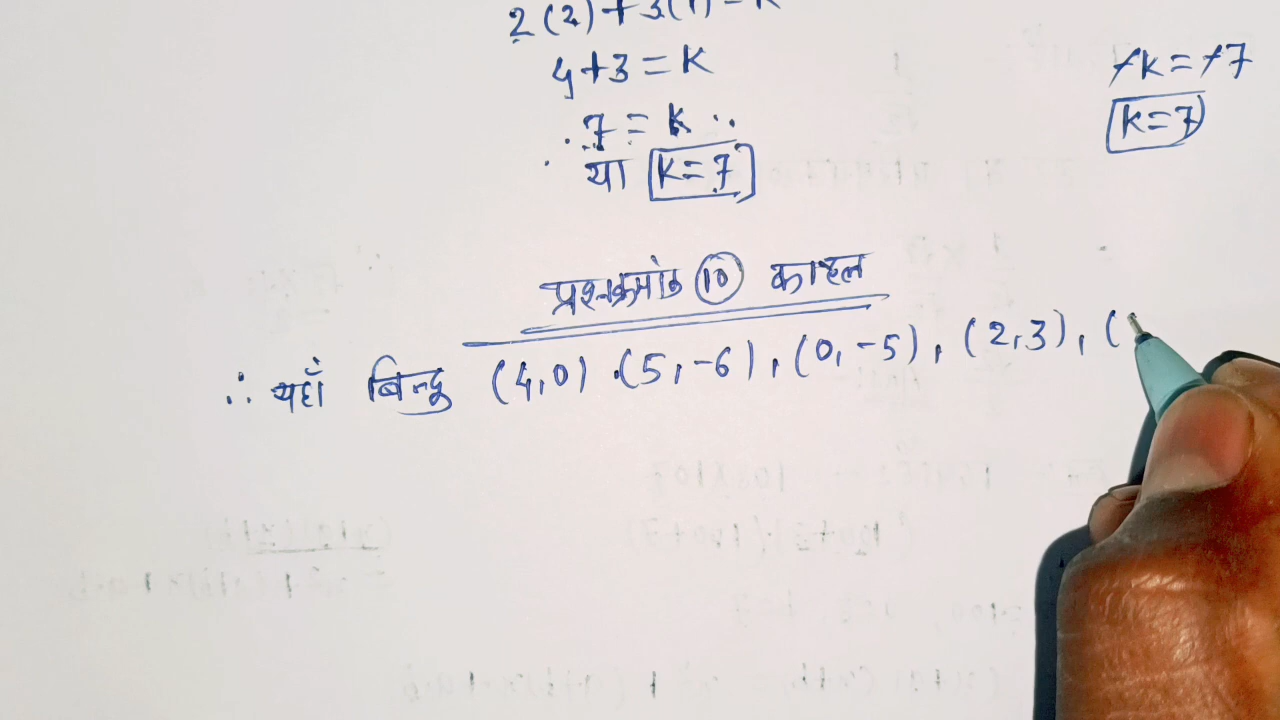 2(2)+3(1)=K
4+3=K
7=K
या K=7
+K=+7
K=7
प्रश्नक्रमांक 10 का हल
∴ यहाँ बिन्दु (4,0) (5,-6), (0,-5), (2,3), (